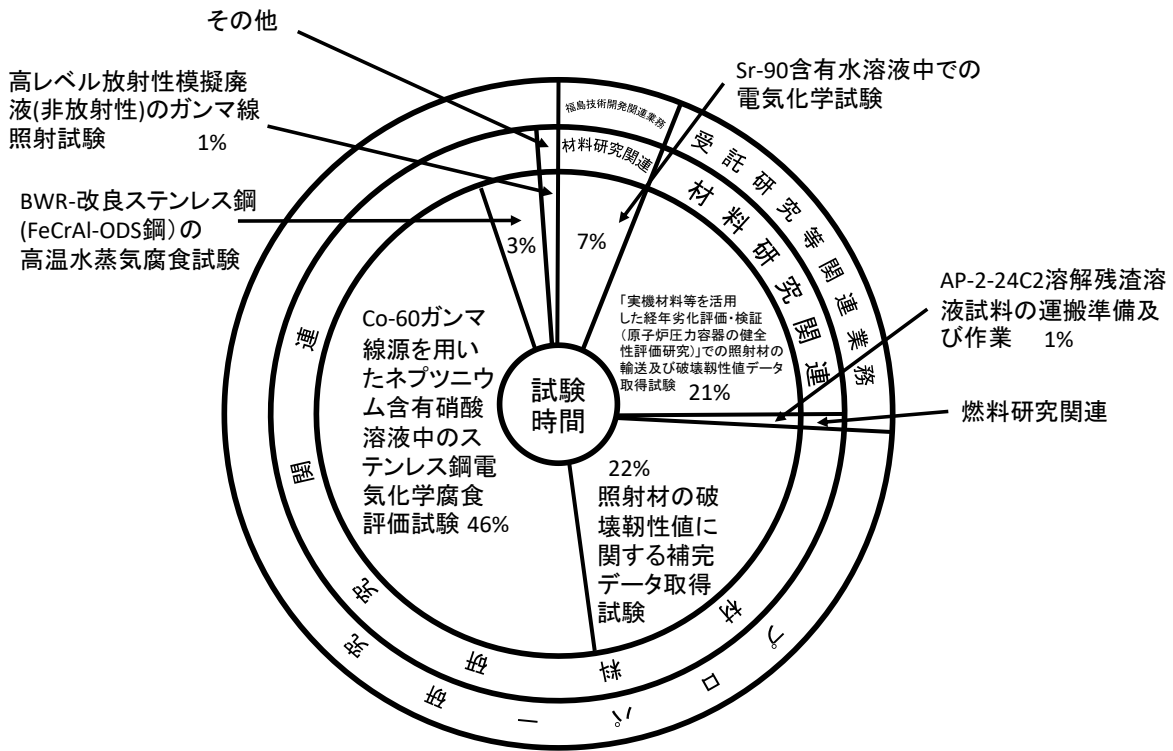 その他
高レベル放射性模擬廃
液(非放射性)のガンマ線
照射試験 1%
BWR-改良ステンレス鋼
(FeCrAl-ODS鋼)の
高温水蒸気腐食試験
3%
Sr-90含有水溶液中での
電気化学試験
7%
福島技術開発関連業務
材料研究関連
受託研究等関連業務
材料研究関連
「実機材料等を活用
した経年劣化評価・検証
(原子炉圧力容器の健全
性評価研究)」での照射材の
輸送及び破壊靭性値データ
取得試験 21%
AP-2-24C2溶解残渣溶
液試料の運搬準備及
び作業 1%
燃料研究関連
試験
時間
Co-60ガンマ
線源を用い
たネプツニウ
ム含有硝酸
溶液中のス
テンレス鋼電
気化学腐食
評価試験 46%
22%
照射材の破
壊靭性値に
関する補完
データ取得
試験
材料研究関連
プロパー研究